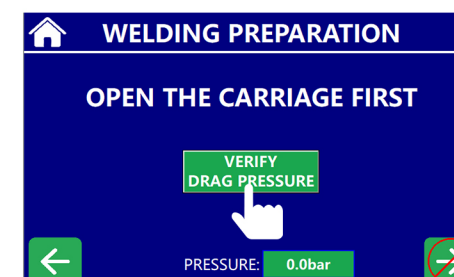 WELDING PREPARATION
OPEN THE CARRIAGE FIRST
VERIFY
DRAG PRESSURE
PRESSURE: 0.0bar